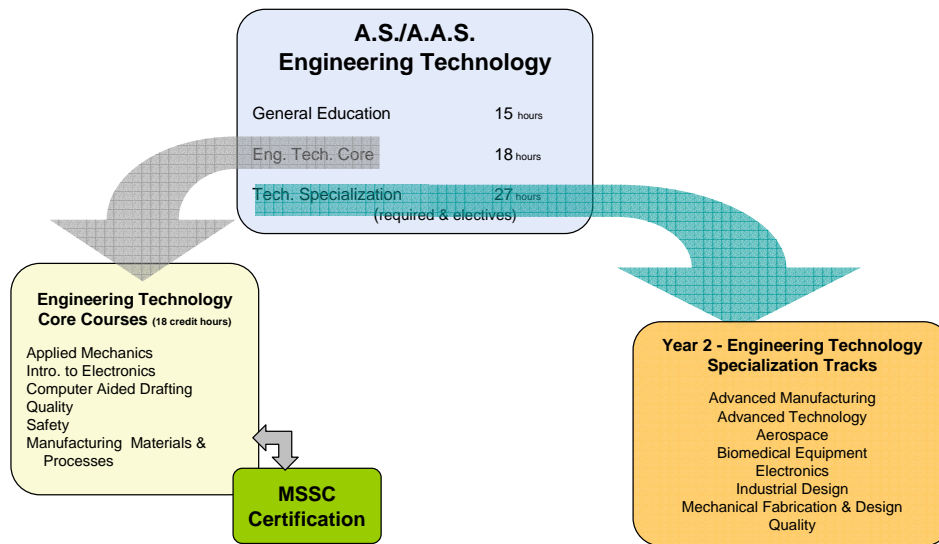 A.S./A.A.S.
Engineering Technology
General Education 15 hours
Eng. Tech. Core 18 hours
Tech. Specialization 27 hours
(required & electives)
Engineering Technology
Core Courses (18 credit hours)
Applied Mechanics
Intro. to Electronics
Computer Aided Drafting
Quality
Safety
Manufacturing Materials &
Processes
MSSC
Certification
Year 2 - Engineering Technology
Specialization Tracks
Advanced Manufacturing
Advanced Technology
Aerospace
Biomedical Equipment
Electronics
Industrial Design
Mechanical Fabrication & Design
Quality